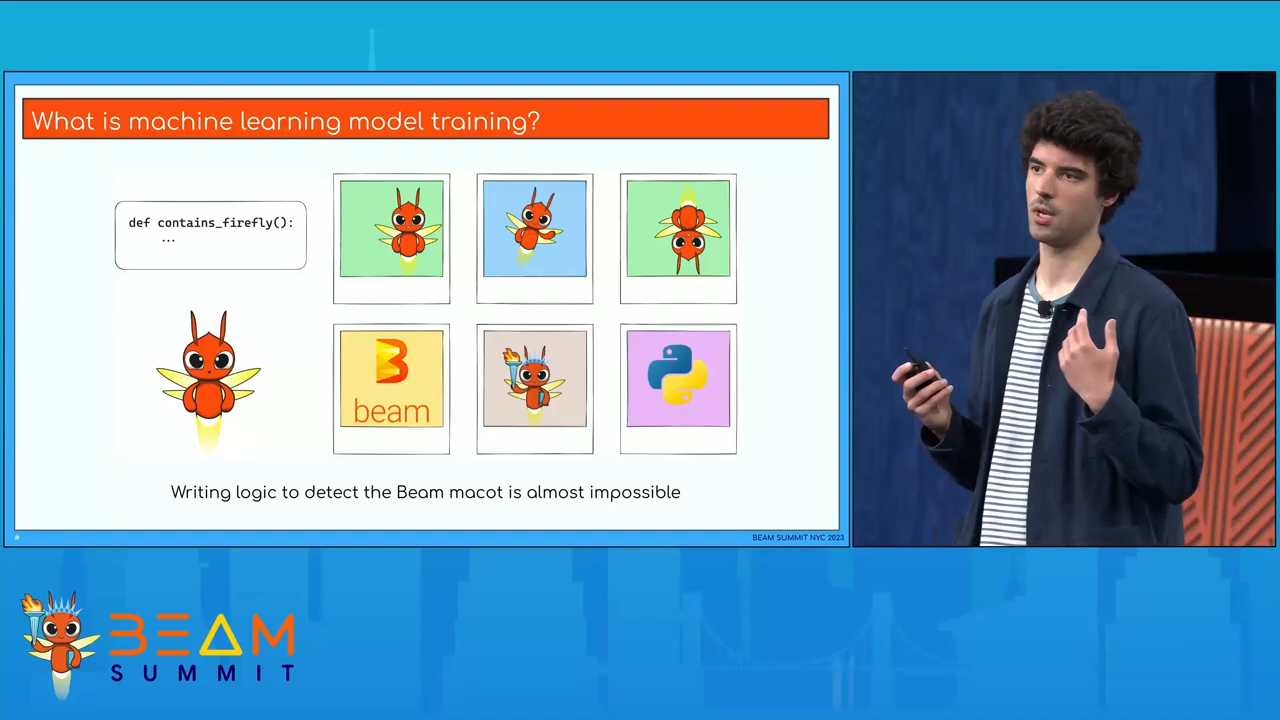 What is machine learning model training?
def contains_firefly():
...
beam
Writing logic to detect the Beam macot is almost impossible
#
BEAM SUMMIT NYC 2023
BEAM
SUMMIT